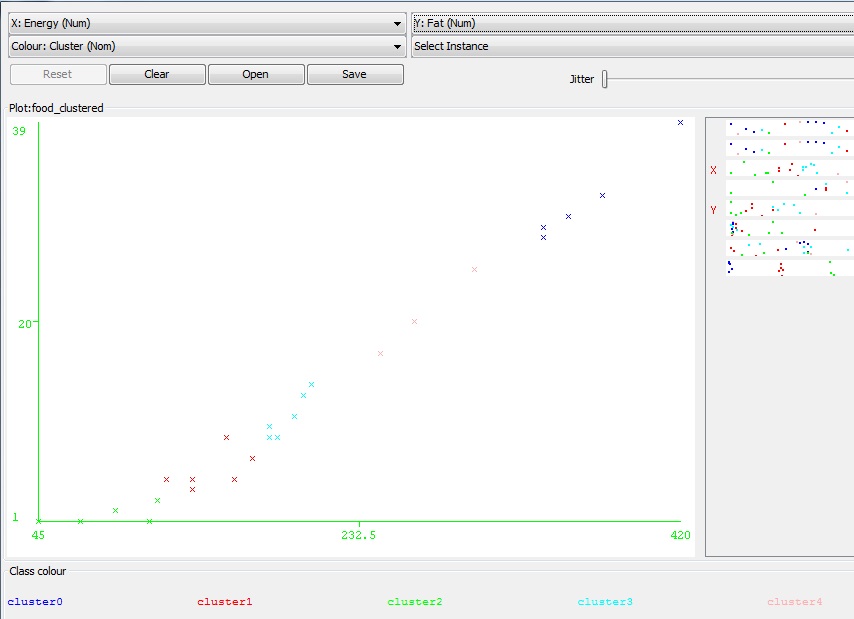 X: Energy (Num) Y: Fat (Num)
Colour: Cluster (Nom) Select Instance
Reset Clear Open Save Jitter
Plot:food_clustered
39
20
1
45 232.5 420
X
Y
Class colour
cluster0 cluster1 cluster2 cluster3 cluster4